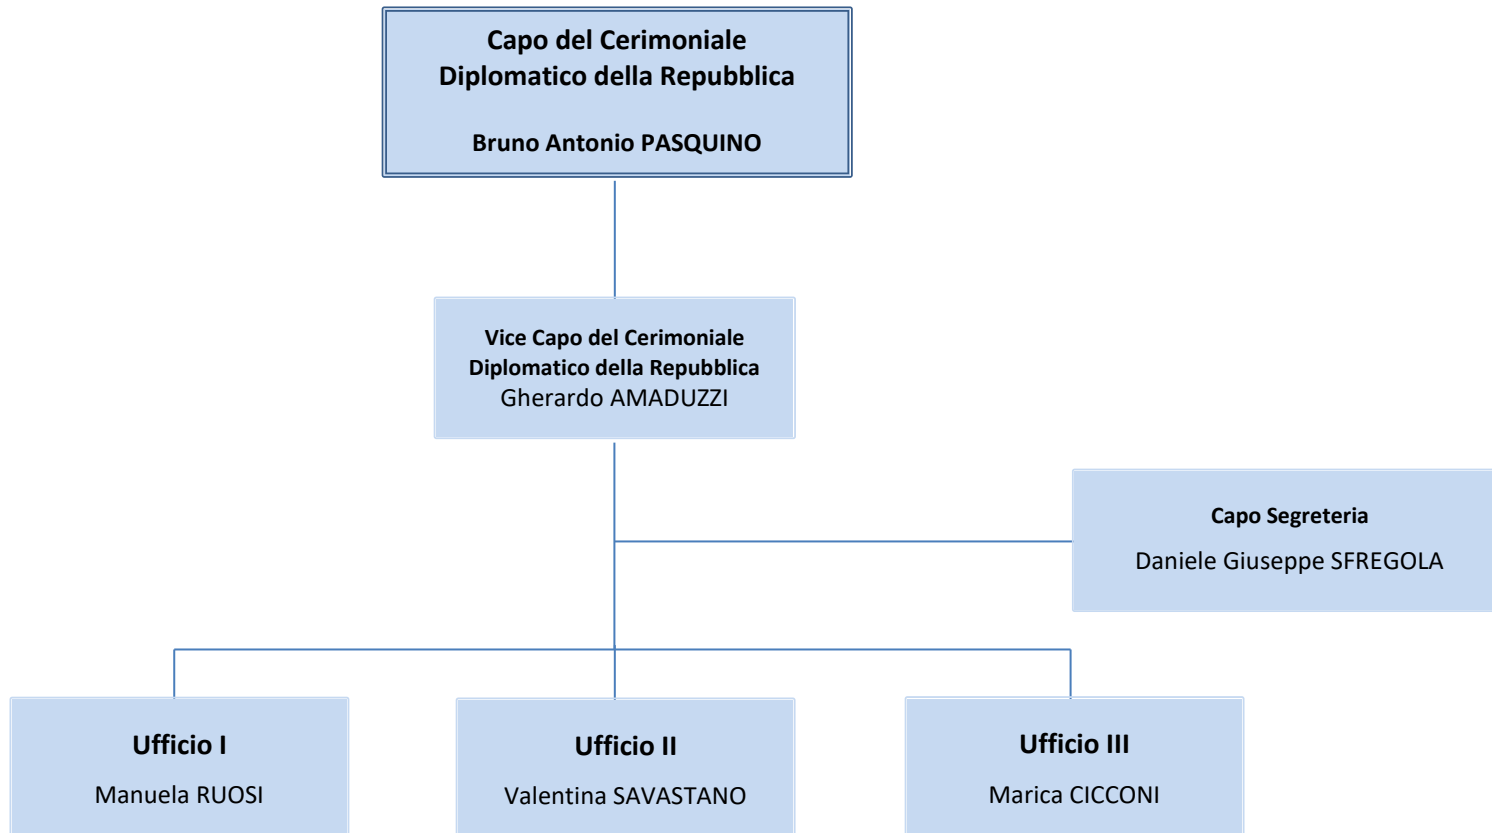 Capo del Cerimoniale
Diplomatico della Repubblica
Bruno Antonio PASQUINO
Vice Capo del Cerimoniale
Diplomatico della Repubblica
Gherardo AMADUZZI
Capo Segreteria
Daniele Giuseppe SFREGOLA
Ufficio I
Manuela RUOSI
Ufficio II
Valentina SAVASTANO
Ufficio III
Marica CICCONI